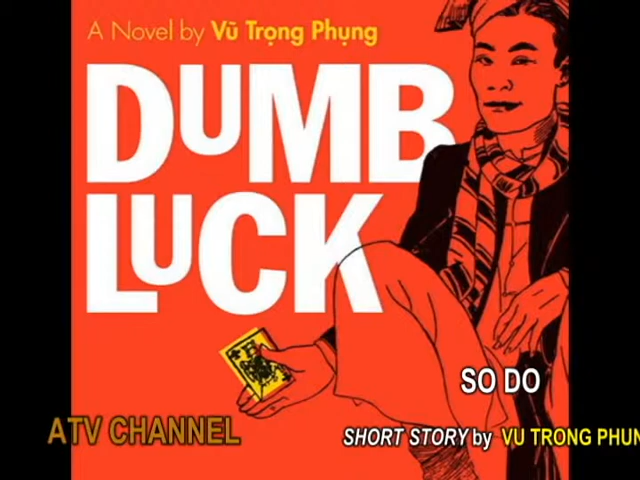 A Novel by Vũ Trọng Phụng
DUMB
LUCK
SO DO
ATV CHANNEL
SHORT STORY by VU TRONG PHUN